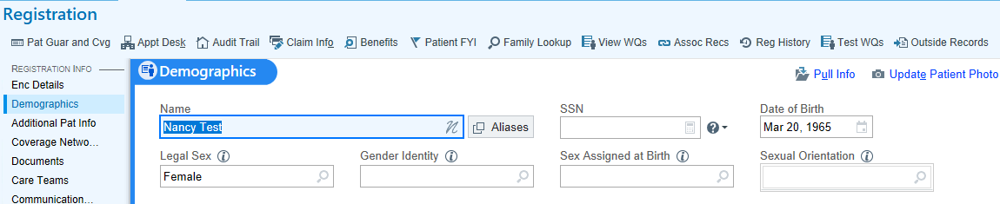 Registration
Pat Guar and Cvg Appt Desk Audit Trail Claim Info Benefits Patient FYI Family Lookup View WQs Assoc Recs Reg History Test WQs Outside Records
REGISTRATION INFO
Enc Details
Demographics
Additional Pat Info
Coverage Netwo...
Documents
Care Teams
Communication...
Demographics
Pull Info Update Patient Photo
Name SSN Date of Birth
Nancy Test Aliases Mar 20, 1965
Legal Sex Gender Identity Sex Assigned at Birth Sexual Orientation
Female